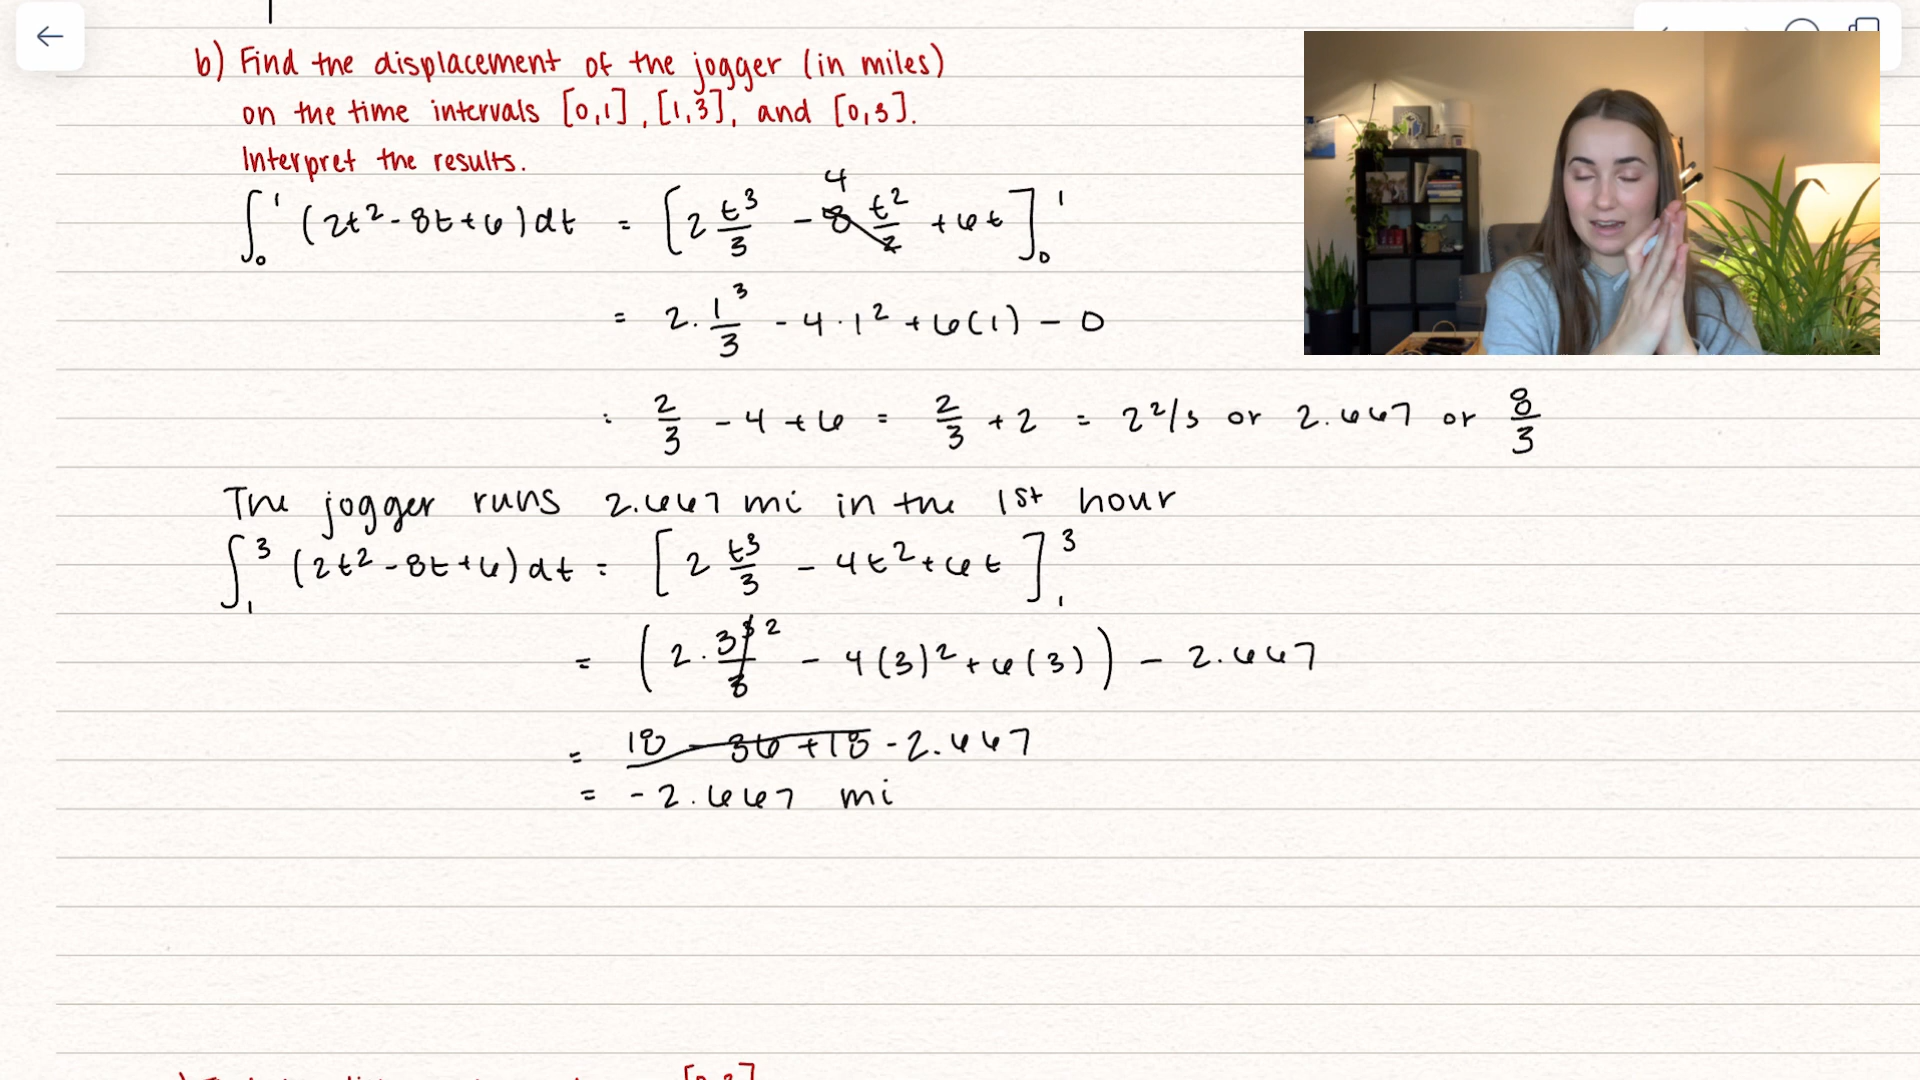 b) Find the displacement of the jogger (in miles)
on the time intervals [0,1], [1,3], and [0,3].
Interpret the results.
∫₀¹ (2t²-8t+6)dt = [2 t³/3 - 8 t²/2 + 6t]₀¹
4
= 2·1³/3 - 4·1² + 6(1) - 0
= 2/3 - 4 + 6 = 2/3 + 2 = 2 2/3 or 2.667 or 8/3
The jogger runs 2.667 mi in the 1st hour
∫₁³ (2t²-8t+6)dt = [2 t³/3 - 4t²+6t]₁³
= (2·3³/3 - 4(3)²+6(3)) - 2.667
2
= 18 - 36 + 18 - 2.667
= -2.667 mi